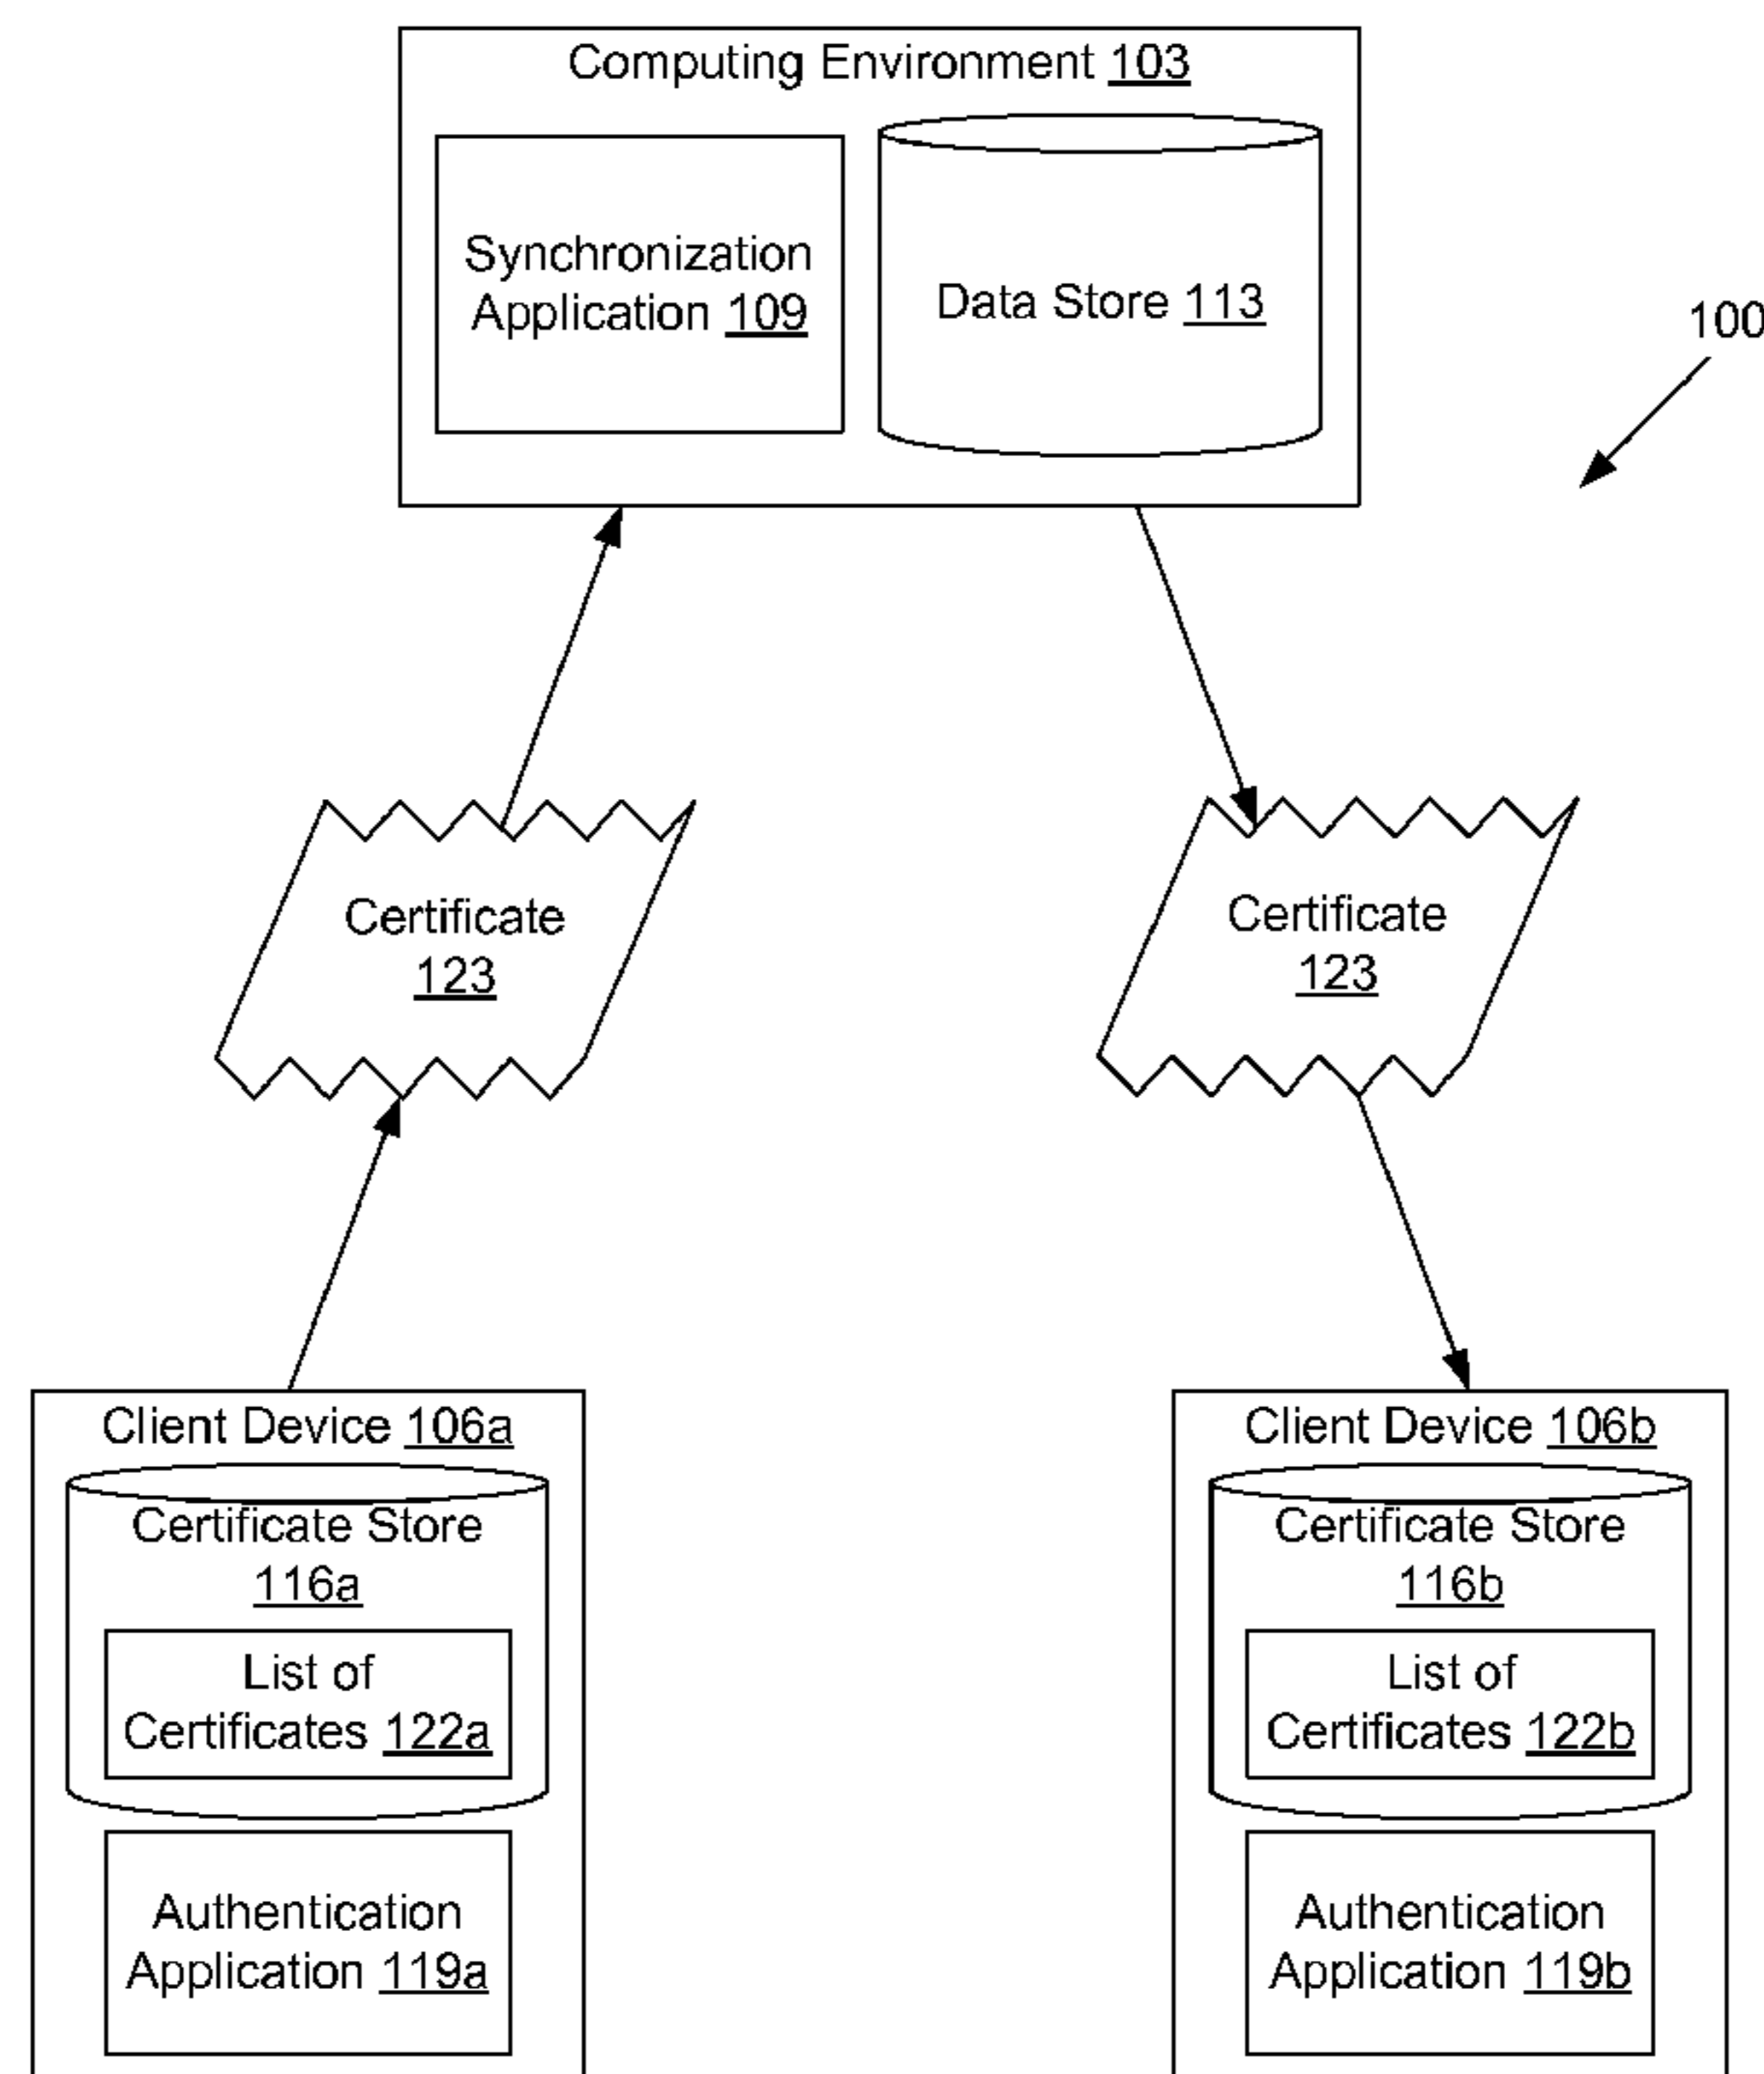 Computing Environment 103
Synchronization
Application 109
Data Store 113
100
Certificate
123
Certificate
123
Client Device 106a
Certificate Store
116a
List of
Certificates 122a
Authentication
Application 119a
Client Device 106b
Certificate Store
116b
List of
Certificates 122b
Authentication
Application 119b